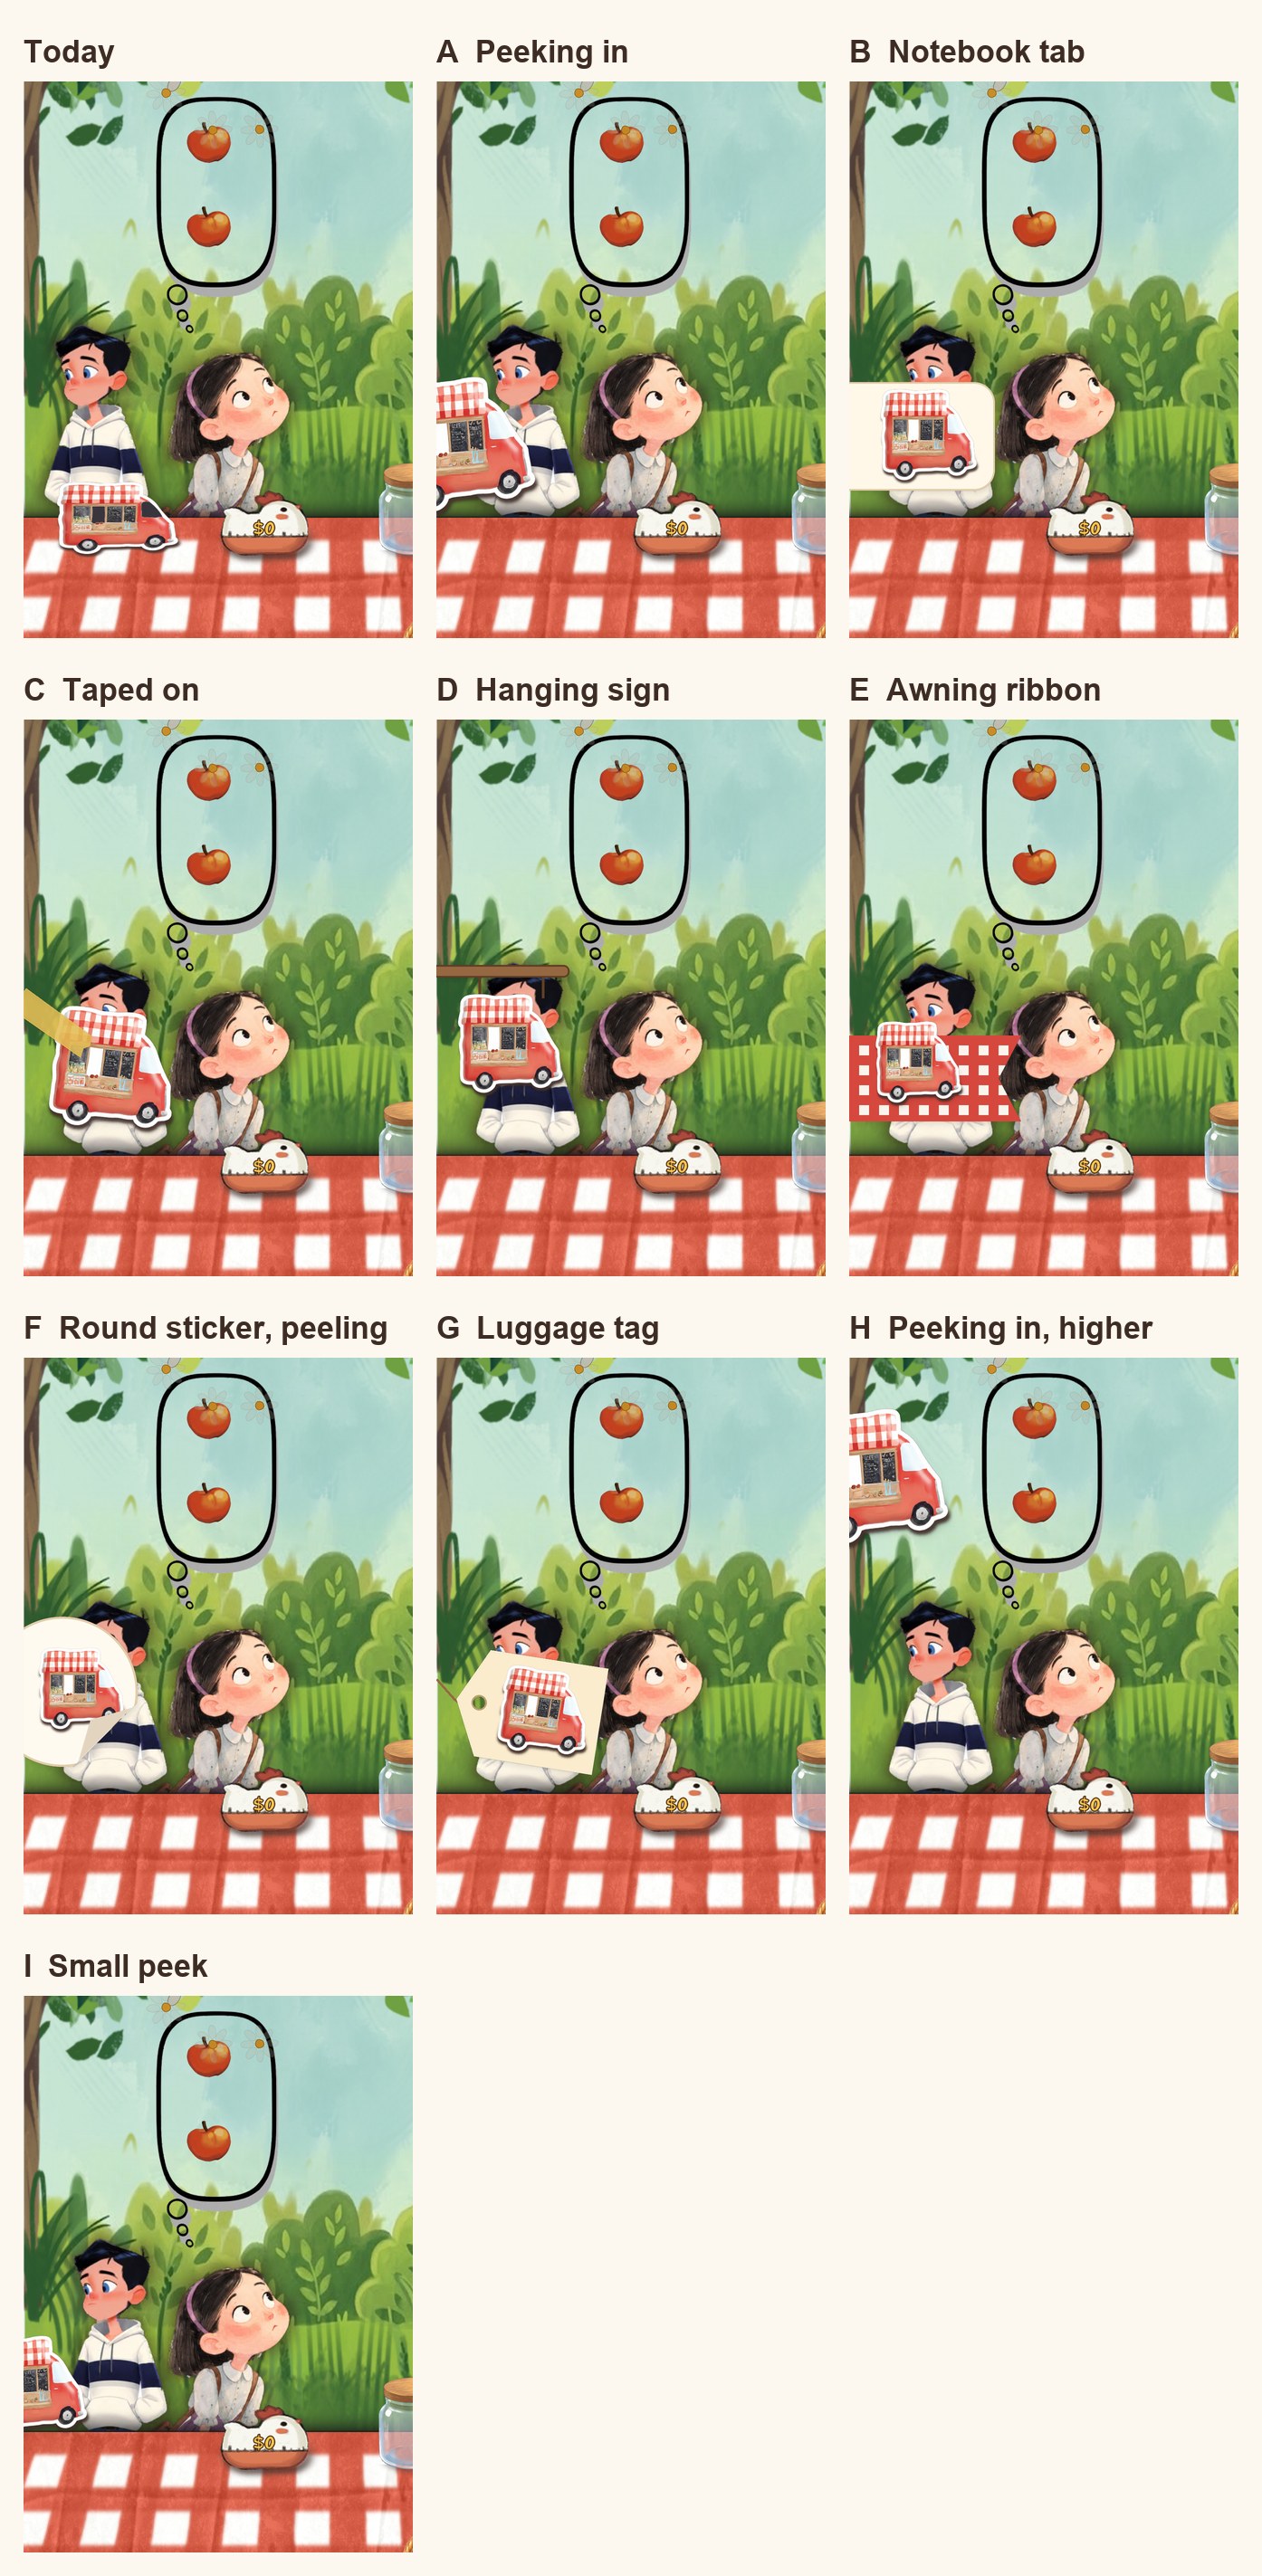 Today
A Peeking in
B Notebook tab
$0
$0
$0
C Taped on
D Hanging sign
E Awning ribbon
$0
$0
$0
F Round sticker, peeling
G Luggage tag
H Peeking in, higher
$0
$0
$0
I Small peek
$0